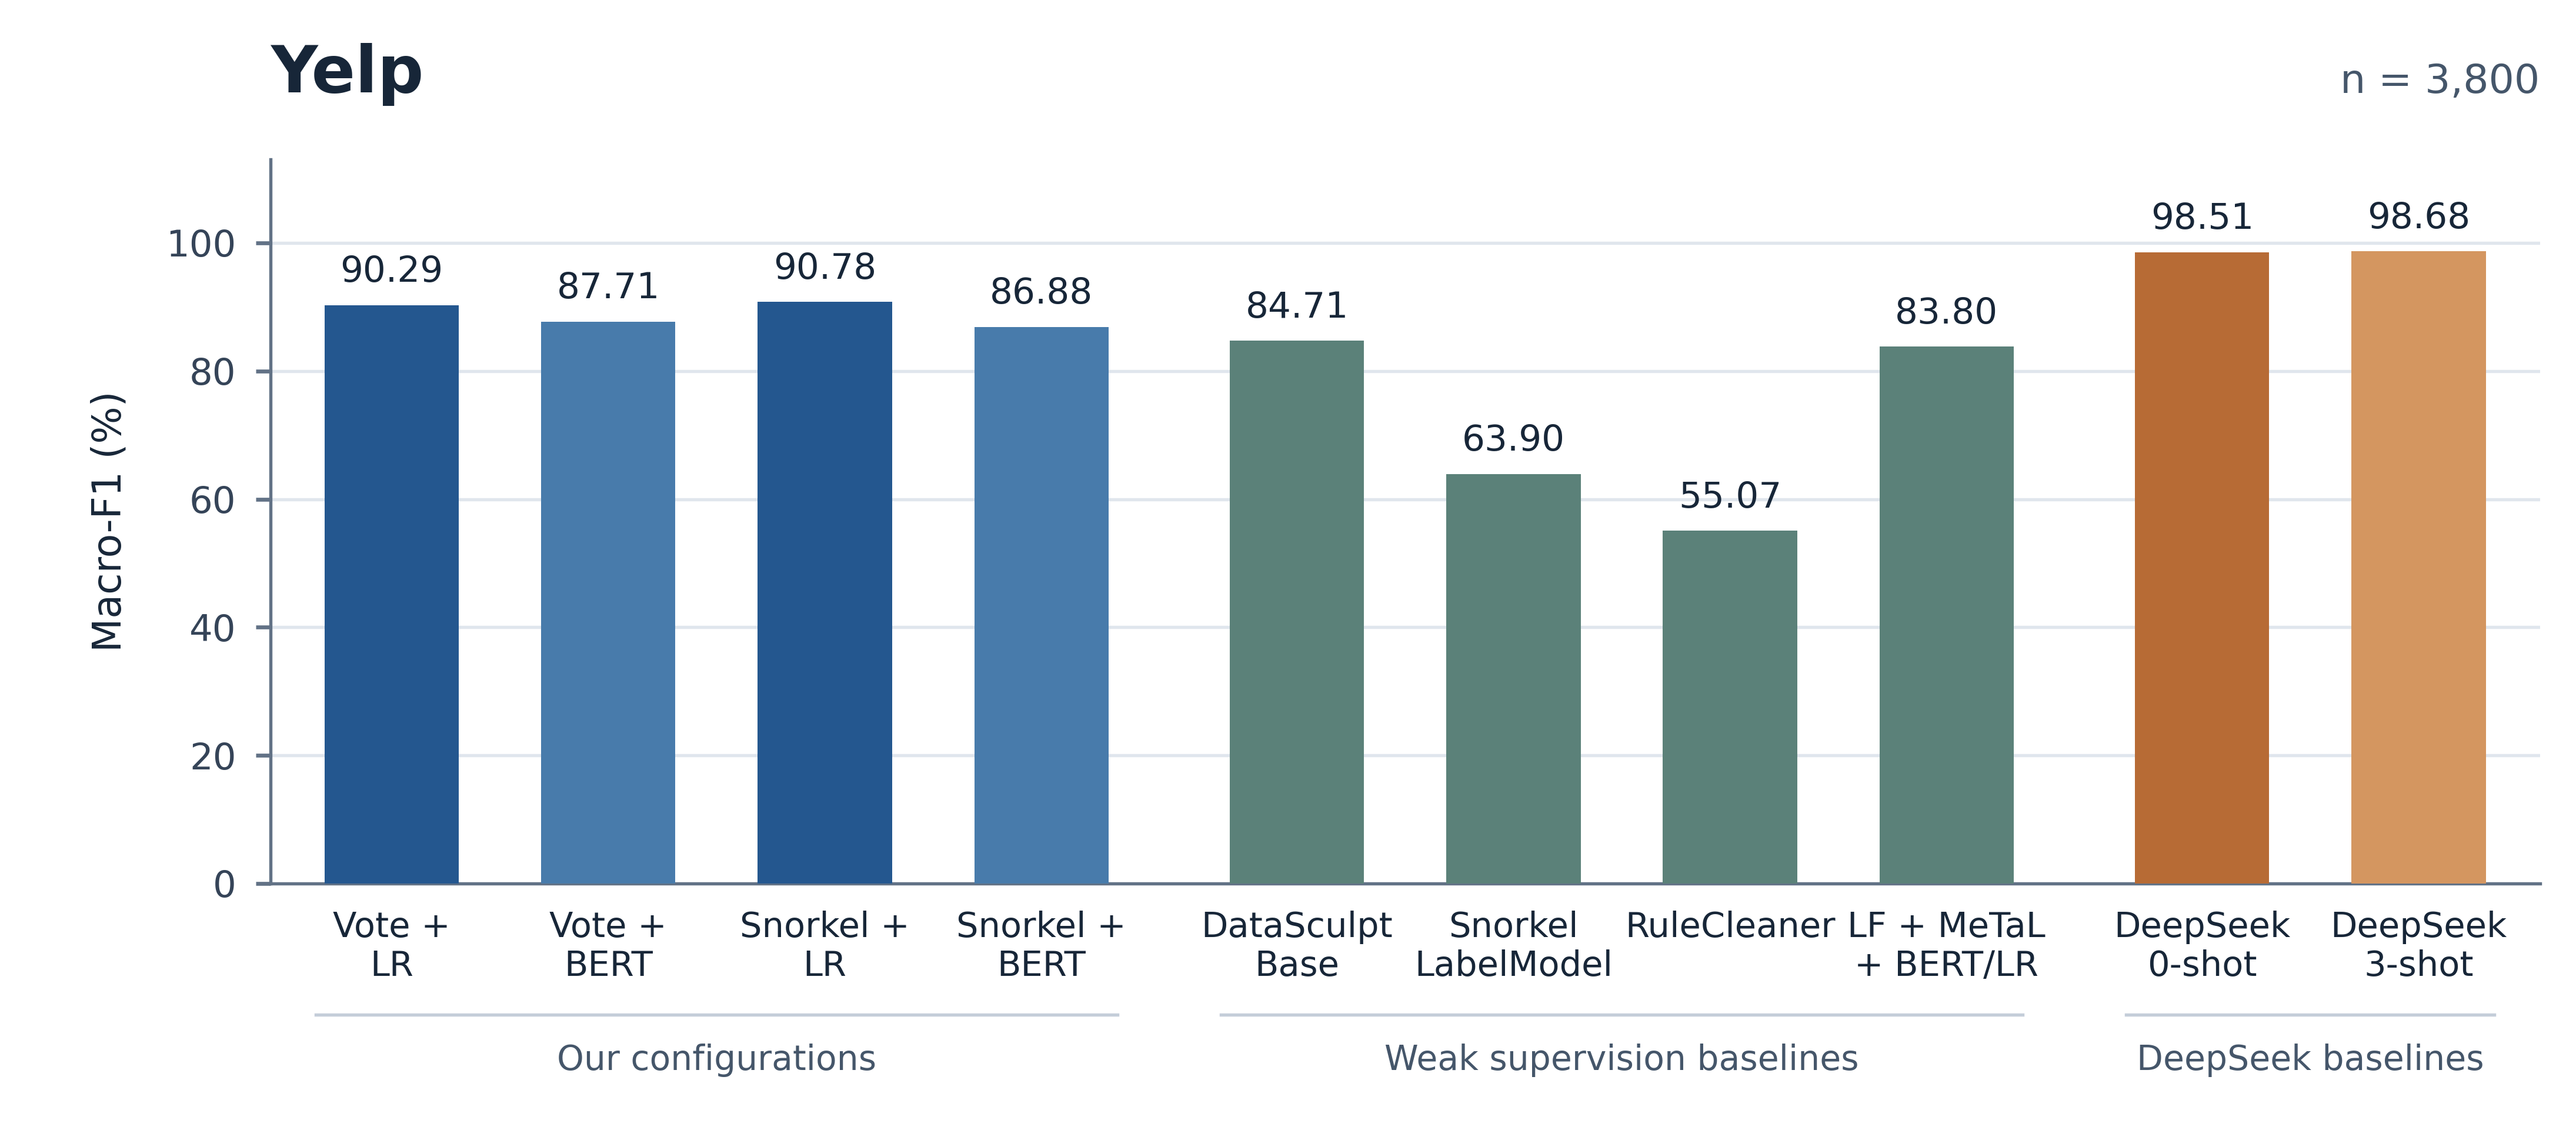 Yelp
n = 3,800
Macro-F1 (%)
100
80
60
40
20
0
90.29
87.71
90.78
86.88
84.71
63.90
55.07
83.80
98.51
98.68
Vote +
LR
Vote +
BERT
Snorkel +
LR
Snorkel +
BERT
DataSculpt
Base
Snorkel
LabelModel
RuleCleaner
LF + MeTaL
+ BERT/LR
DeepSeek
0-shot
DeepSeek
3-shot
Our configurations
Weak supervision baselines
DeepSeek baselines